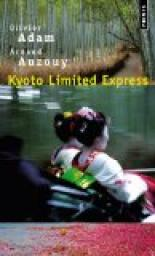 POINTS
Olivier
Adam
Arnaud
Auzouy
Kyoto Limited Express